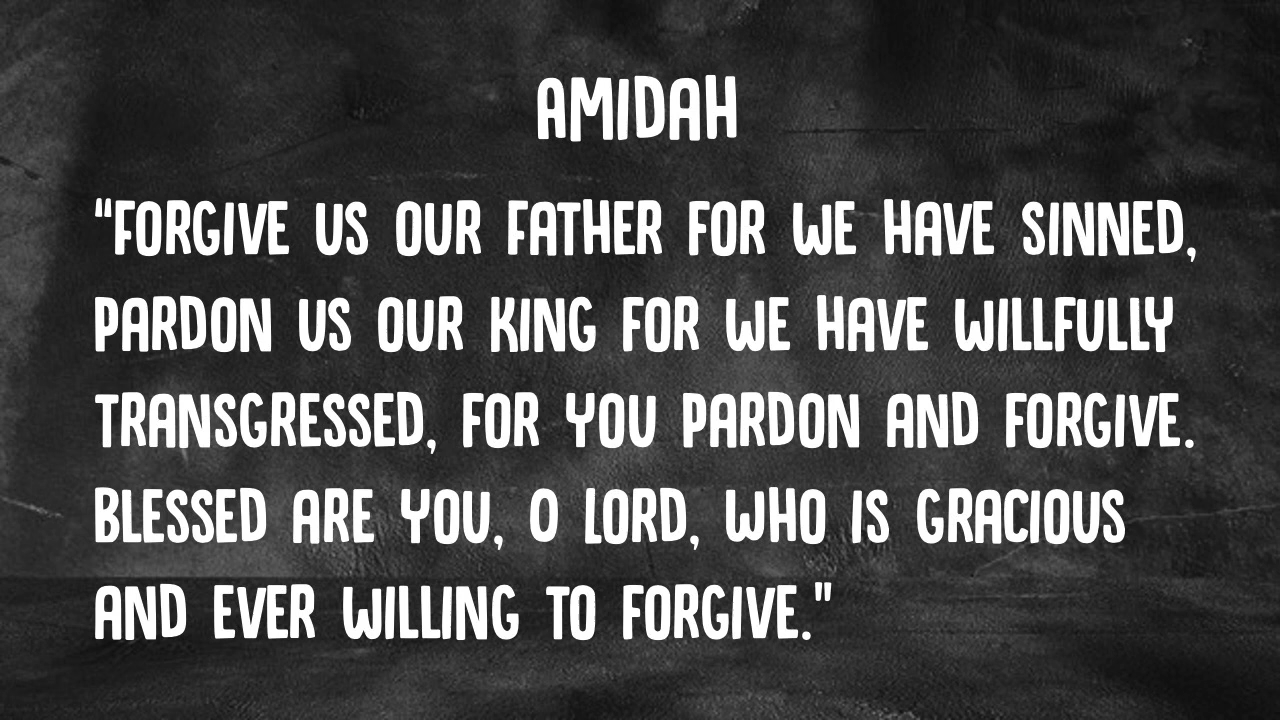 AMIDAH
"FORGIVE US OUR FATHER FOR WE HAVE SINNED,
PARDON US OUR KING FOR WE HAVE WILLFULLY
TRANSGRESSED, FOR YOU PARDON AND FORGIVE.
BLESSED ARE YOU, O LORD, WHO IS GRACIOUS
AND EVER WILLING TO FORGIVE."